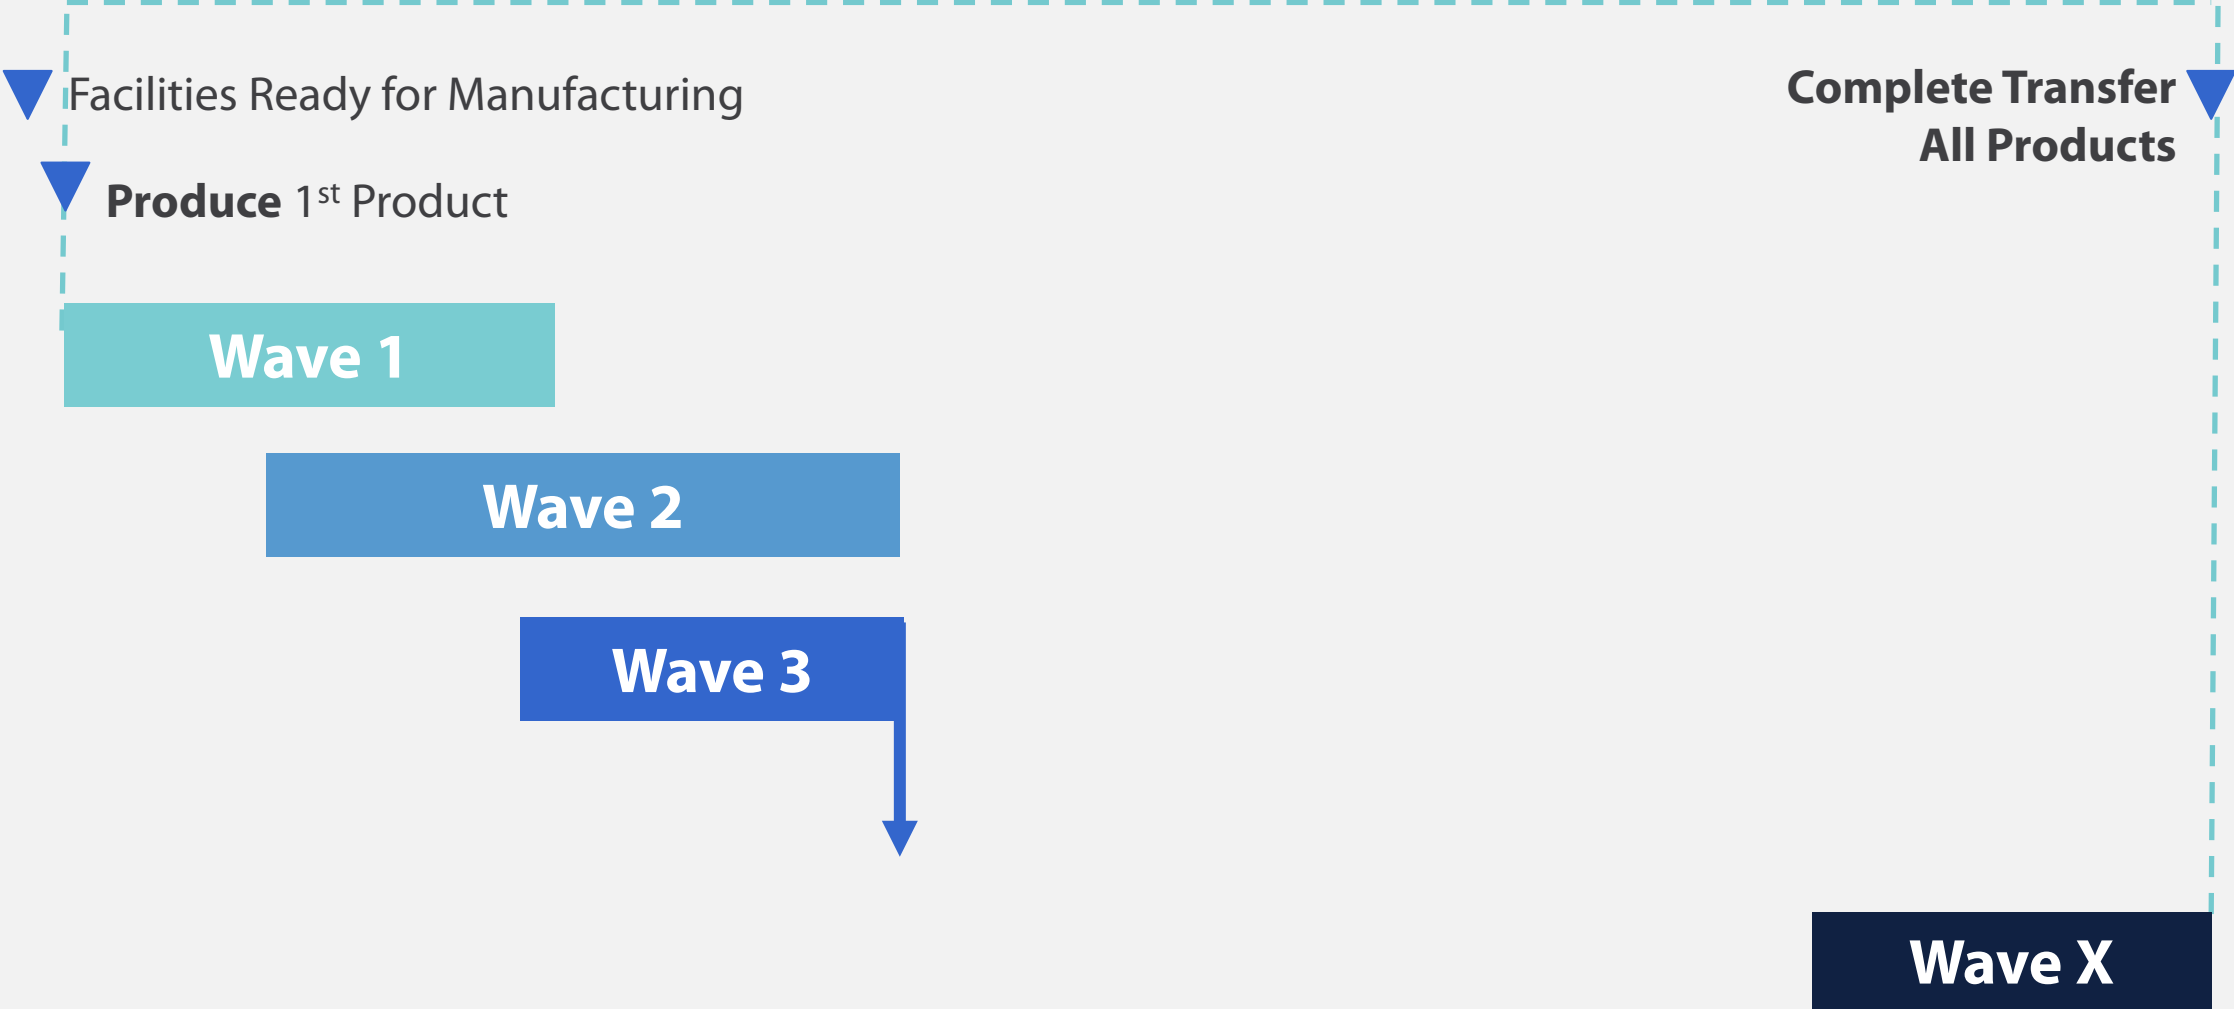 Facilities Ready for Manufacturing
Complete Transfer
All Products
Produce 1st Product
Wave 1
Wave 2
Wave 3
Wave X